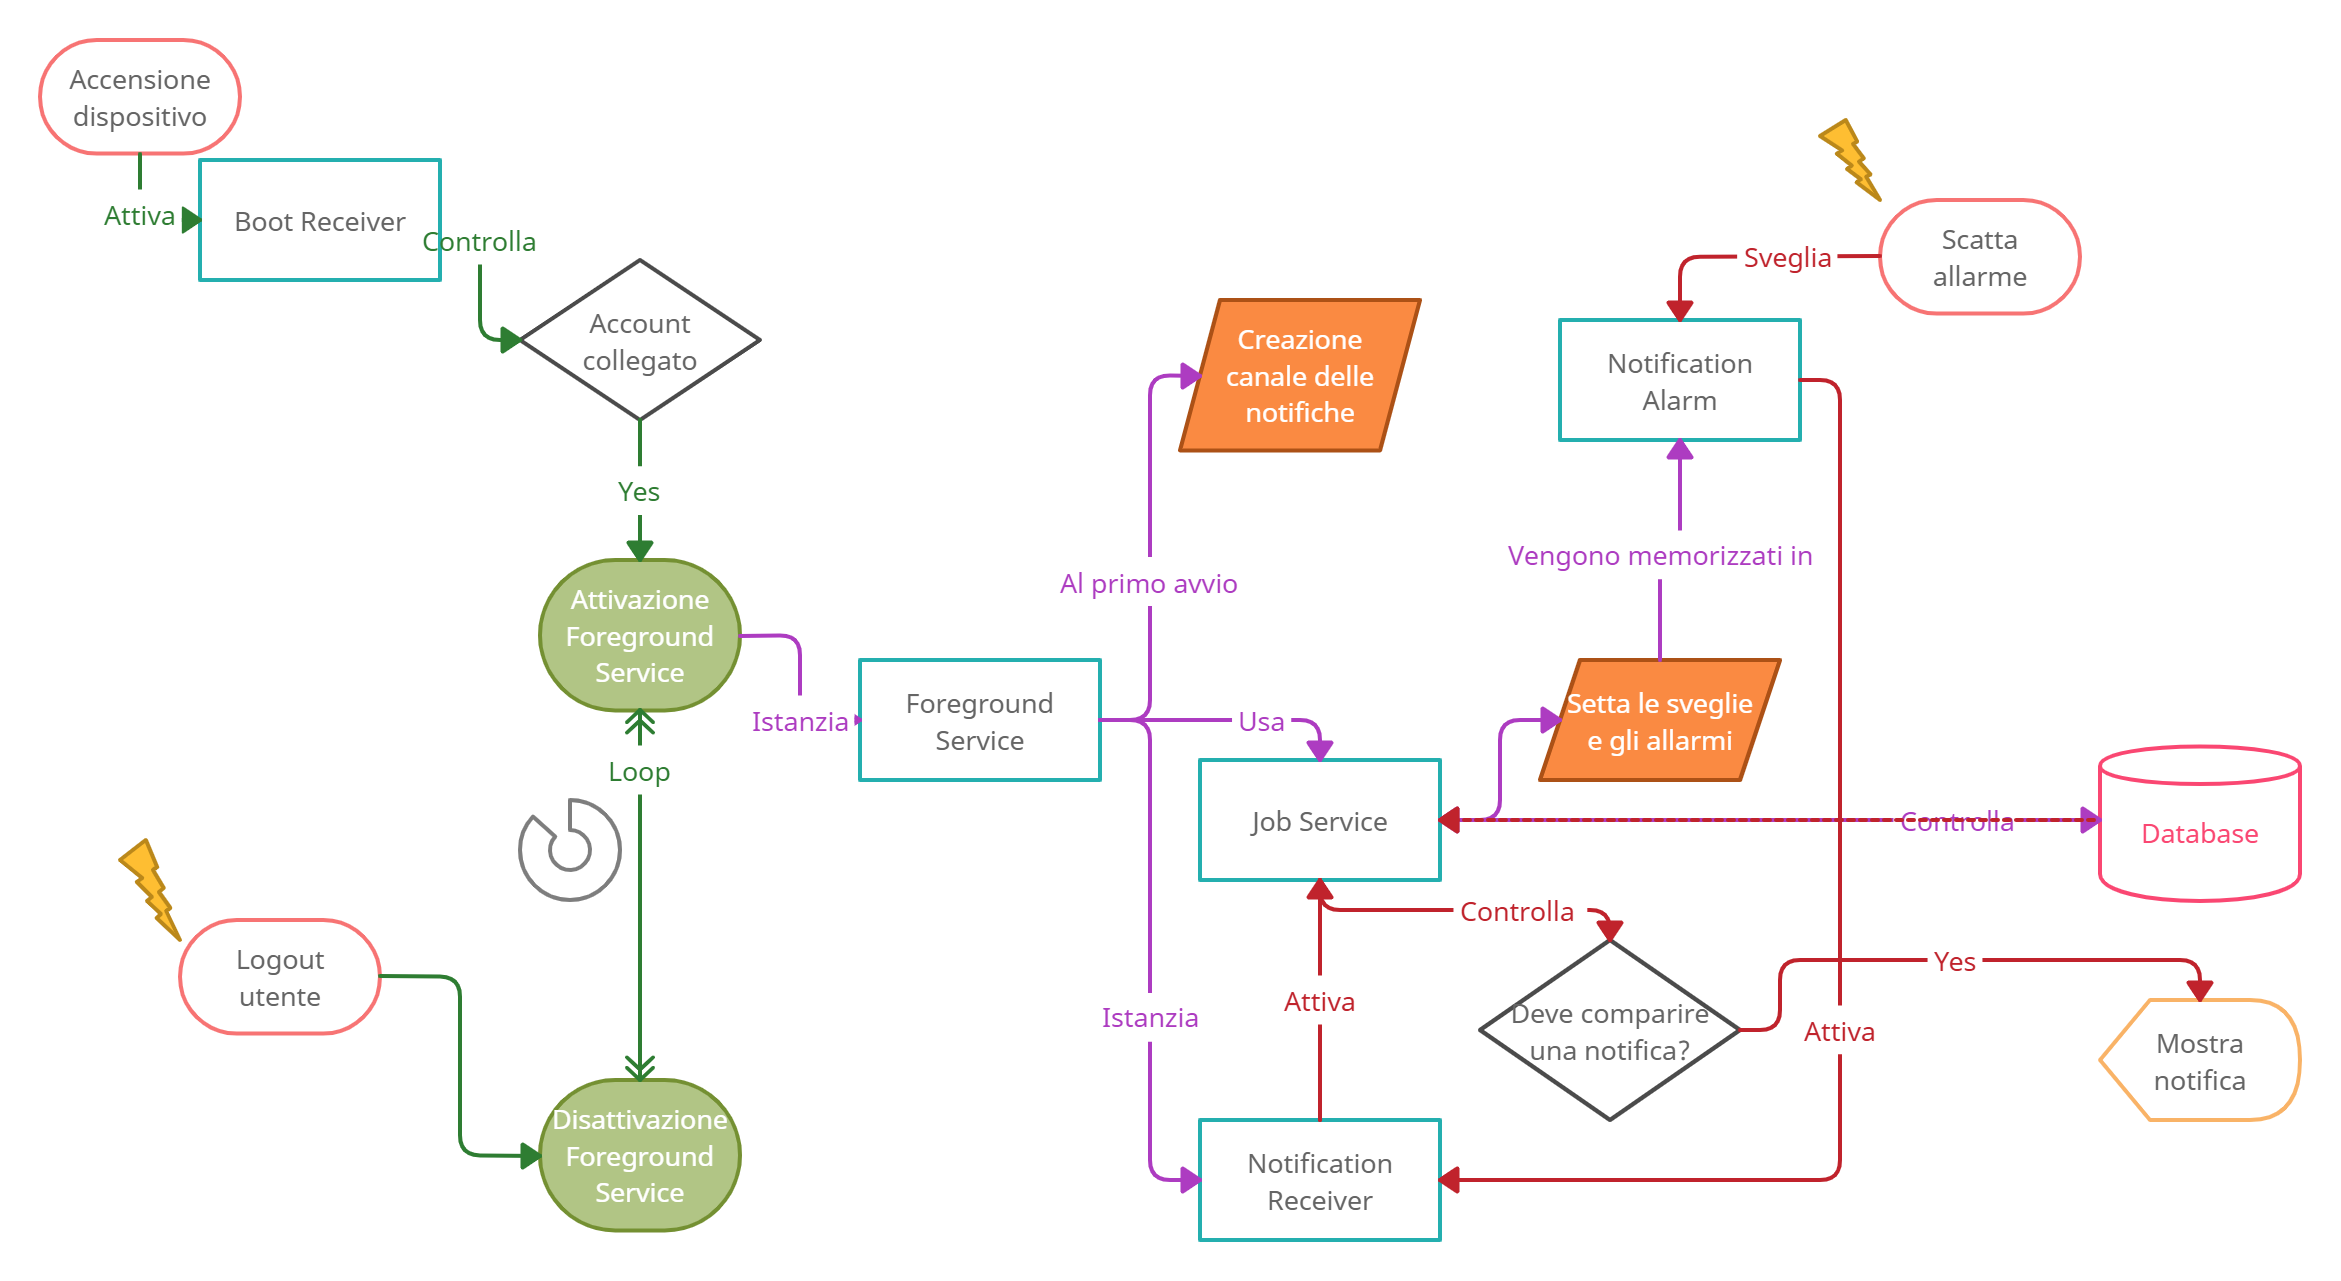 Accensione
dispositivo
Attiva
Boot Receiver
Controlla
Account
collegato
Yes
Attivazione
Foreground
Service
Loop
Logout
utente
Disattivazione
Foreground
Service
Istanzia
Foreground
Service
Al primo avvio
Creazione
canale delle
notifiche
Usa
Job Service
Istanzia
Notification
Receiver
Attiva
Controlla
Deve comparire
una notifica?
Yes
Mostra
notifica
Setta le sveglie
e gli allarmi
Vengono memorizzati in
Notification
Alarm
Sveglia
Scatta
allarme
Attiva
Controlla
Database